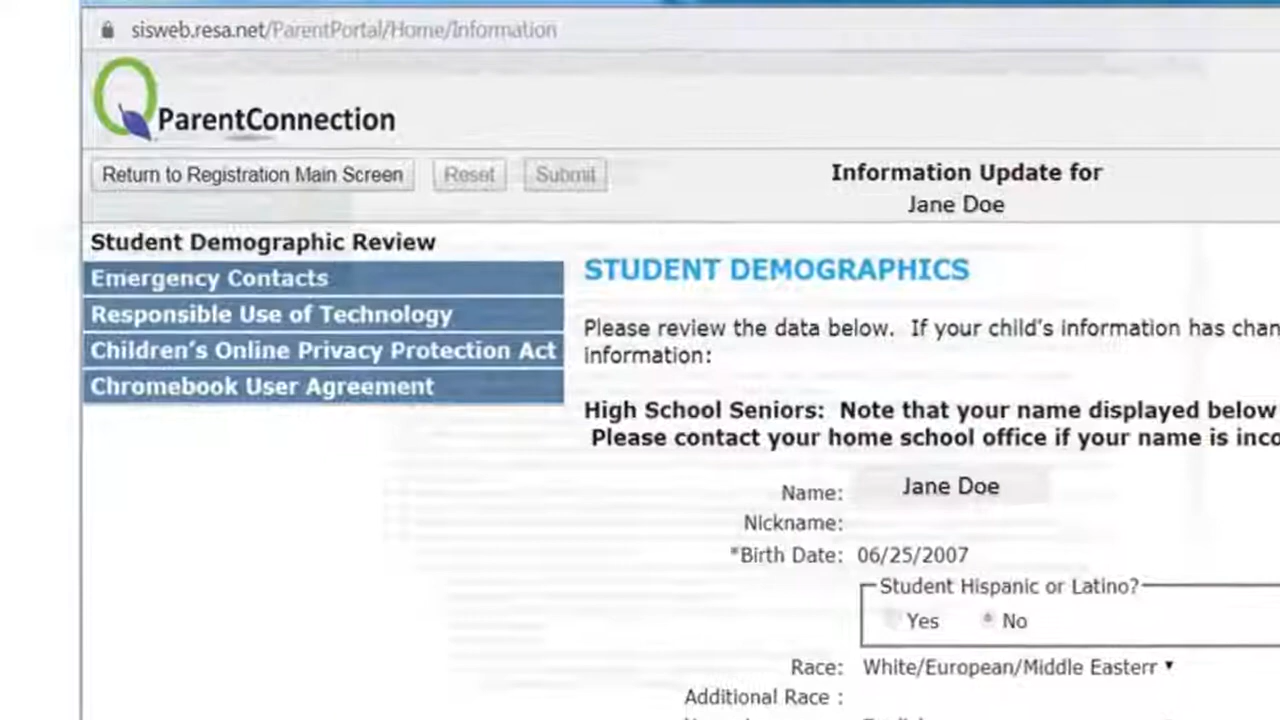 sisweb.resa.net/ParentPortal/Home/Information
ParentConnection
Return to Registration Main Screen Reset Submit
Information Update for
Jane Doe
Student Demographic Review
Emergency Contacts
Responsible Use of Technology
Children's Online Privacy Protection Act
Chromebook User Agreement
STUDENT DEMOGRAPHICS
Please review the data below. If your child's information has chan
information:
High School Seniors: Note that your name displayed below
Please contact your home school office if your name is inco
Name: Jane Doe
Nickname:
*Birth Date: 06/25/2007
Student Hispanic or Latino?
Yes No
Race: White/European/Middle Easterr
Additional Race :